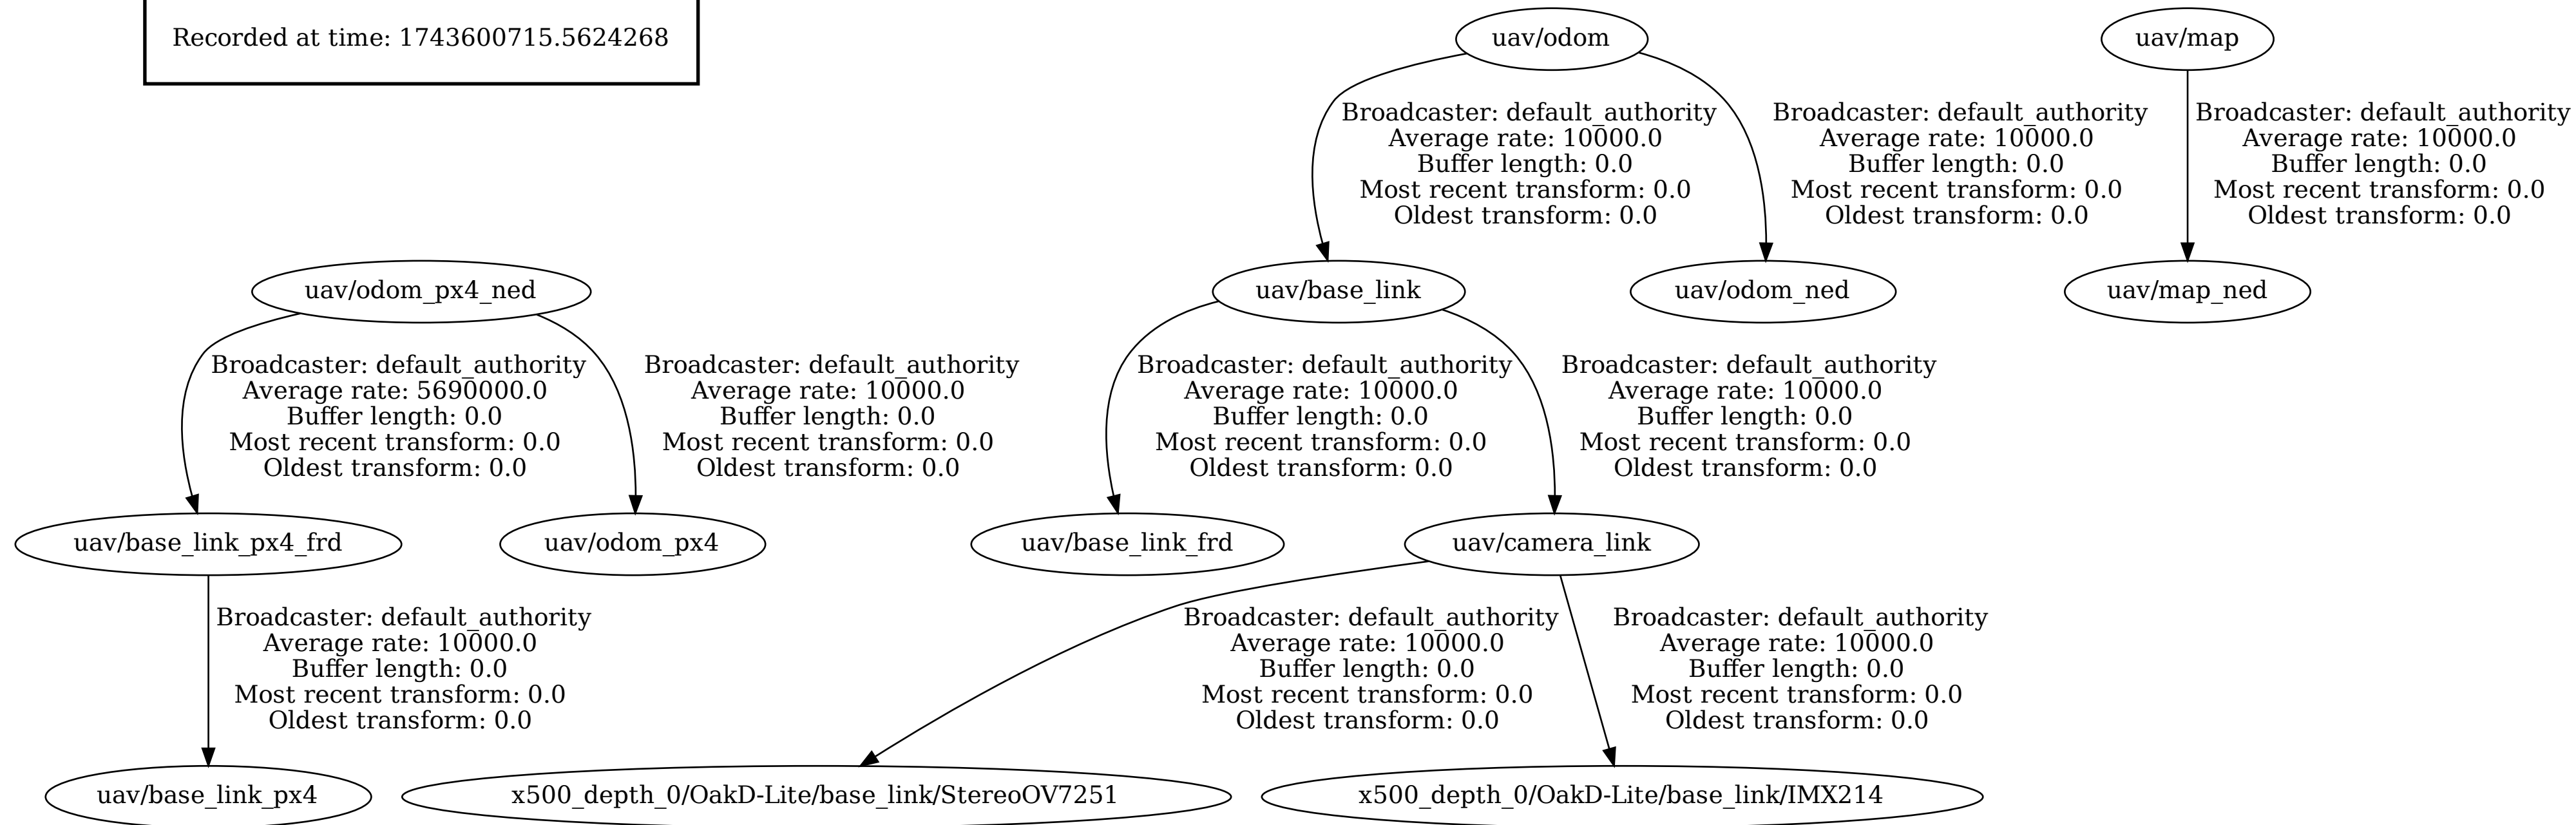 Recorded at time: 1743600715.5624268
uav/odom
uav/map
Broadcaster: default_authority
Average rate: 10000.0
Buffer length: 0.0
Most recent transform: 0.0
Oldest transform: 0.0
Broadcaster: default_authority
Average rate: 10000.0
Buffer length: 0.0
Most recent transform: 0.0
Oldest transform: 0.0
Broadcaster: default_authority
Average rate: 10000.0
Buffer length: 0.0
Most recent transform: 0.0
Oldest transform: 0.0
uav/odom_px4_ned
uav/base_link
uav/odom_ned
uav/map_ned
Broadcaster: default_authority
Average rate: 5690000.0
Buffer length: 0.0
Most recent transform: 0.0
Oldest transform: 0.0
Broadcaster: default_authority
Average rate: 10000.0
Buffer length: 0.0
Most recent transform: 0.0
Oldest transform: 0.0
Broadcaster: default_authority
Average rate: 10000.0
Buffer length: 0.0
Most recent transform: 0.0
Oldest transform: 0.0
Broadcaster: default_authority
Average rate: 10000.0
Buffer length: 0.0
Most recent transform: 0.0
Oldest transform: 0.0
uav/base_link_px4_frd
uav/odom_px4
uav/base_link_frd
uav/camera_link
Broadcaster: default_authority
Average rate: 10000.0
Buffer length: 0.0
Most recent transform: 0.0
Oldest transform: 0.0
Broadcaster: default_authority
Average rate: 10000.0
Buffer length: 0.0
Most recent transform: 0.0
Oldest transform: 0.0
Broadcaster: default_authority
Average rate: 10000.0
Buffer length: 0.0
Most recent transform: 0.0
Oldest transform: 0.0
uav/base_link_px4
x500_depth_0/OakD-Lite/base_link/StereoOV7251
x500_depth_0/OakD-Lite/base_link/IMX214